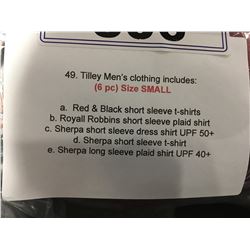 49. Tilley Men's clothing includes:
(6 pc) Size SMALL
a. Red & Black short sleeve t-shirts
b. Royall Robbins short sleeve plaid shirt
c. Sherpa short sleeve dress shirt UPF 50+
d. Sherpa short sleeve t-shirt
e. Sherpa long sleeve plaid shirt UPF 40+